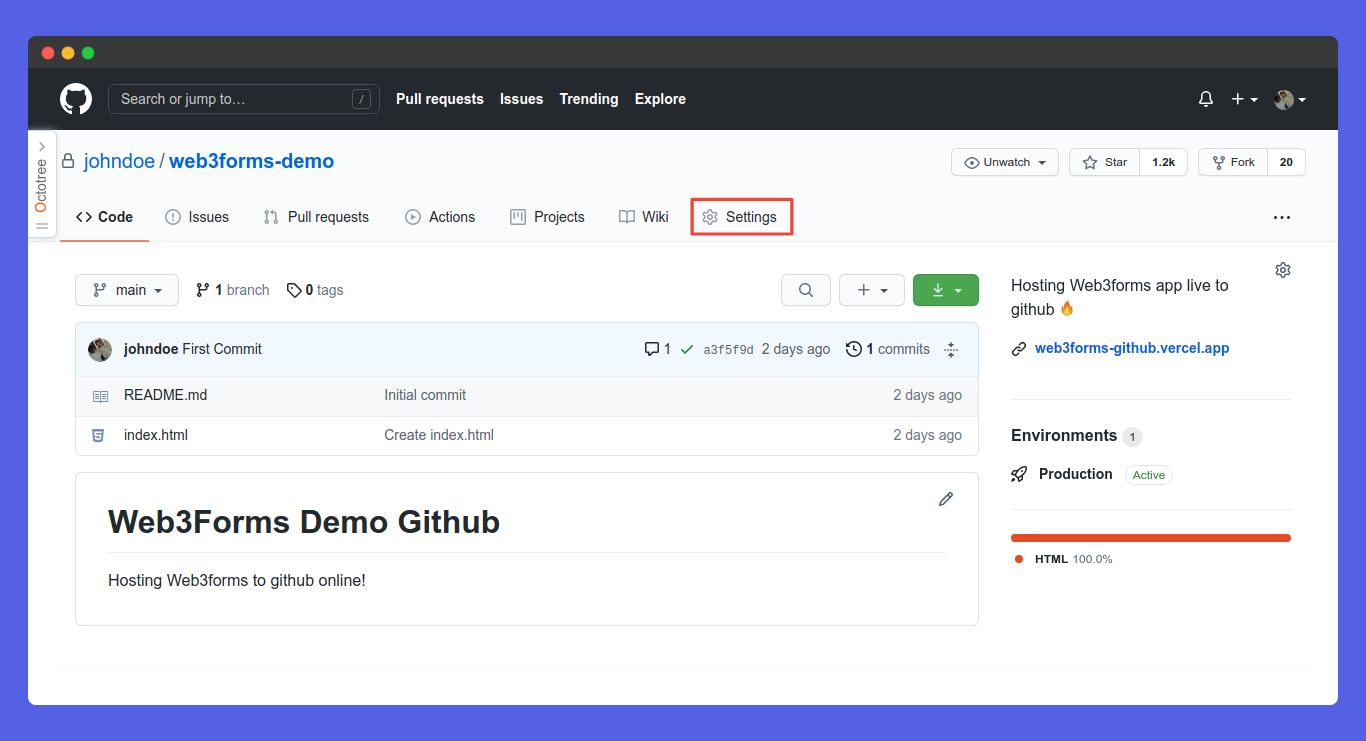 Search or jump to… / Pull requests Issues Trending Explore
Octotree
johndoe / web3forms-demo Unwatch Star 1.2k Fork 20
Code Issues Pull requests Actions Projects Wiki Settings
main 1 branch 0 tags
johndoe First Commit 1 a3f5f9d 2 days ago 1 commits
README.md Initial commit 2 days ago
index.html Create index.html 2 days ago
Web3Forms Demo Github
Hosting Web3forms to github online!
Hosting Web3forms app live to
github 🔥
web3forms-github.vercel.app
Environments 1
Production Active
HTML 100.0%